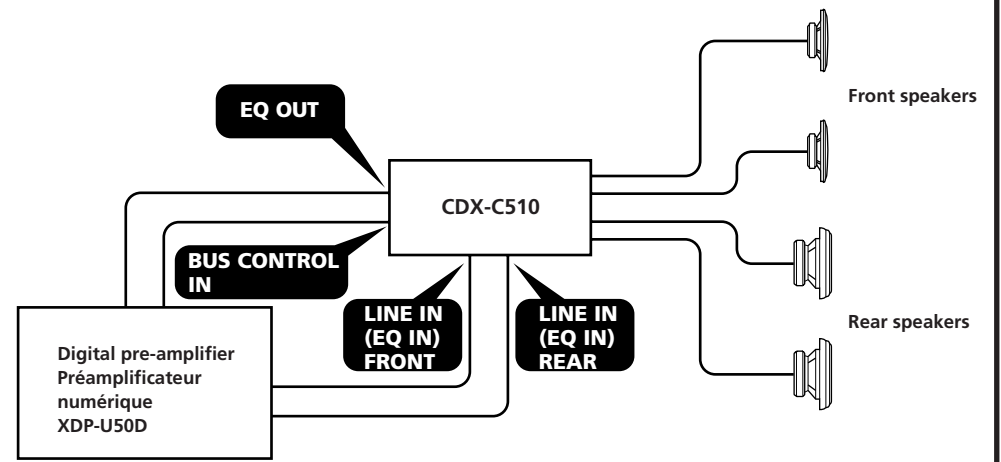 Front speakers
EQ OUT
CDX-C510
BUS CONTROL
IN
LINE IN
(EQ IN)
FRONT
LINE IN
(EQ IN)
REAR
Rear speakers
Digital pre-amplifier
Préamplificateur
numérique
XDP-U50D